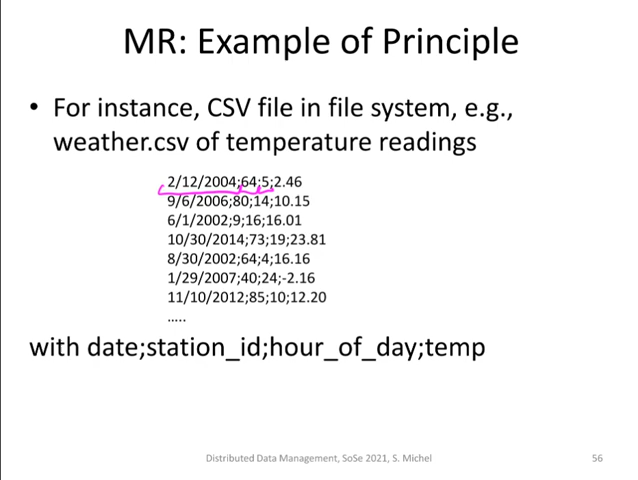 MR: Example of Principle
• For instance, CSV file in file system, e.g.,
weather.csv of temperature readings
2/12/2004;64;5;2.46
9/6/2006;80;14;10.15
6/1/2002;9;16;16.01
10/30/2014;73;19;23.81
8/30/2002;64;4;16.16
1/29/2007;40;24;-2.16
11/10/2012;85;10;12.20
.....
with date;station_id;hour_of_day;temp
Distributed Data Management, SoSe 2021, S. Michel
56